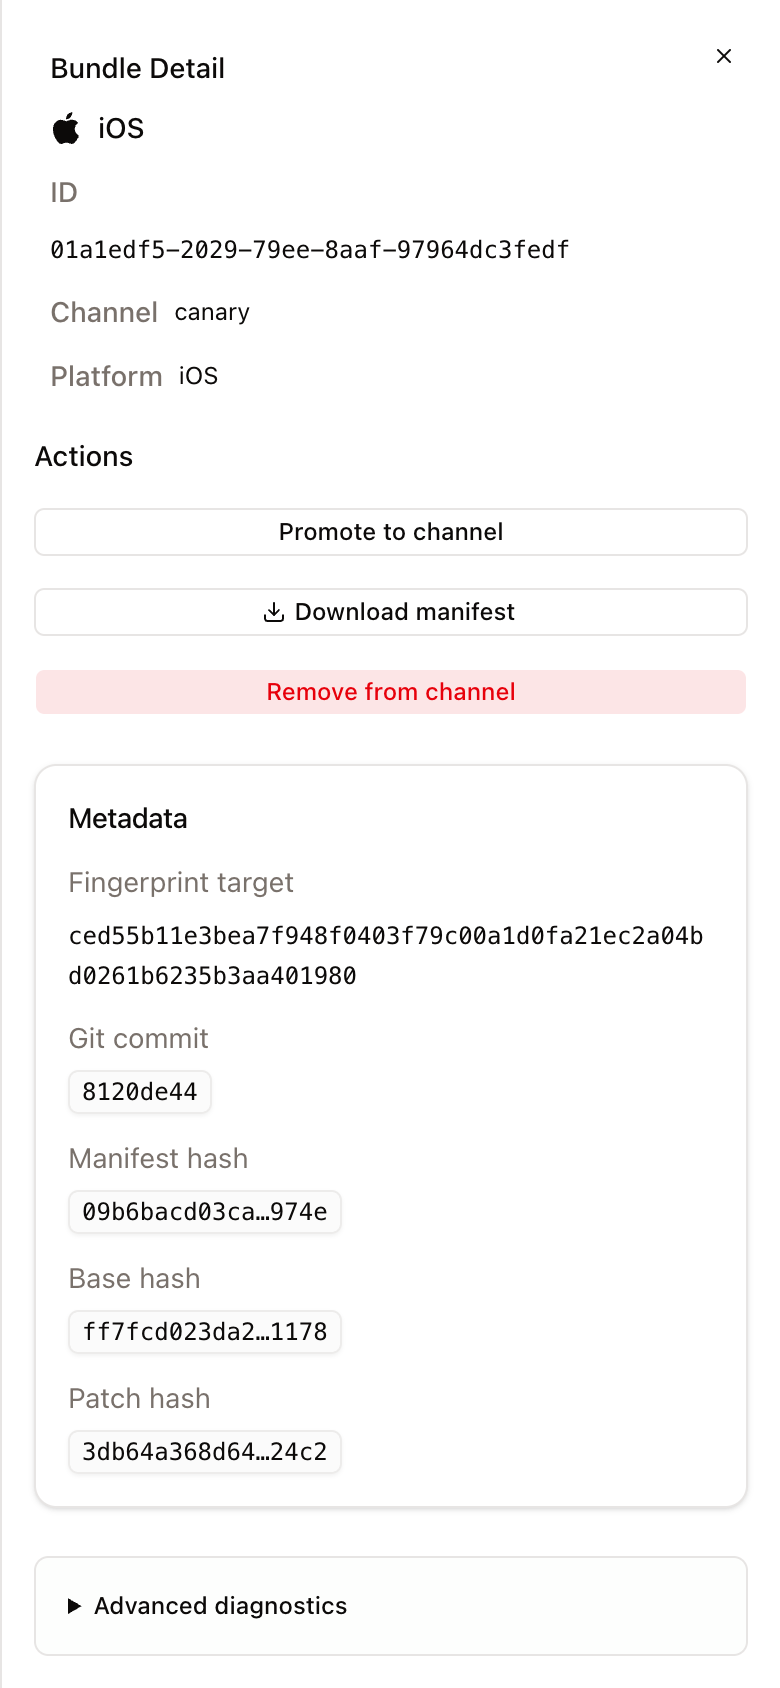 Bundle Detail
iOS
ID
01a1edf5-2029-79ee-8aaf-97964dc3fedf
Channel canary
Platform iOS
Actions
Promote to channel
Download manifest
Remove from channel
Metadata
Fingerprint target
ced55b11e3bea7f948f0403f79c00a1d0fa21ec2a04b
d0261b6235b3aa401980
Git commit
8120de44
Manifest hash
09b6bacd03ca…974e
Base hash
ff7fcd023da2…1178
Patch hash
3db64a368d64…24c2
Advanced diagnostics